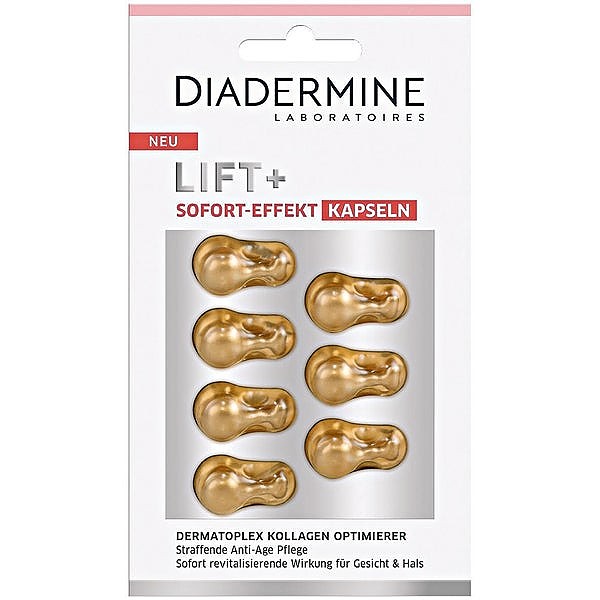 DIADERMINE
LABORATOIRES
NEU
LIFT+
SOFORT-EFFEKT KAPSELN
DERMATOPLEX KOLLAGEN OPTIMIERER
Straffende Anti-Age Pflege
Sofort revitalisierende Wirkung für Gesicht & Hals